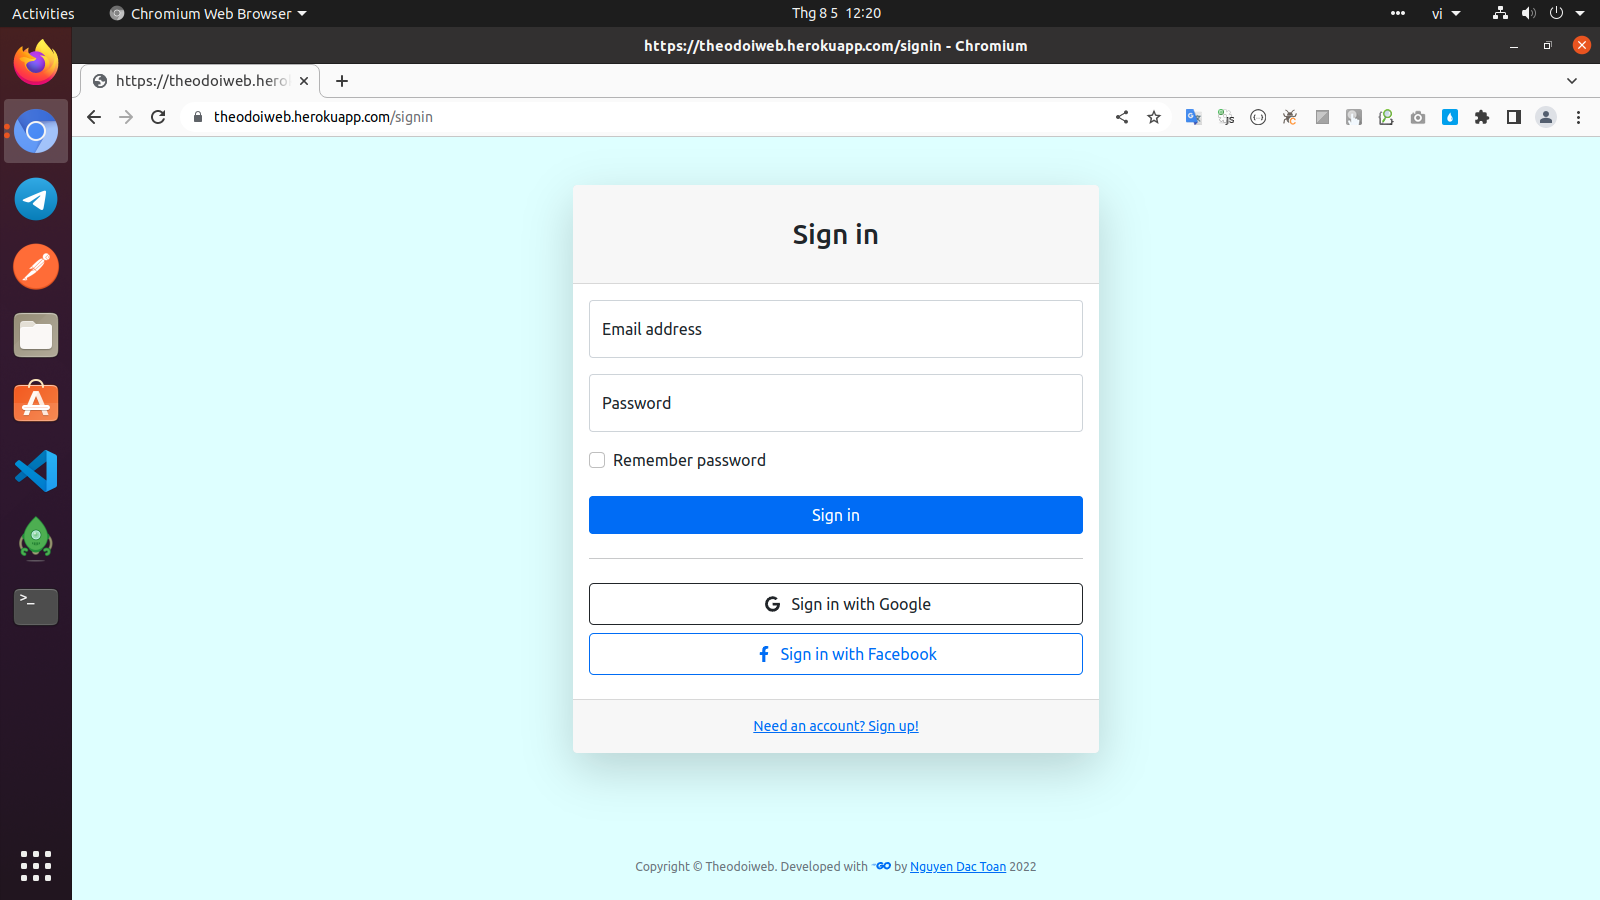 Activities
Chromium Web Browser
Thg 8 5 12:20
vi
https://theodoiweb.herokuapp.com/signin - Chromium
https://theodoiweb.hero
theodoiweb.herokuapp.com/signin
Sign in
Email address
Password
Remember password
Sign in
Sign in with Google
Sign in with Facebook
Need an account? Sign up!
Copyright © Theodoiweb. Developed with GO by Nguyen Dac Toan 2022